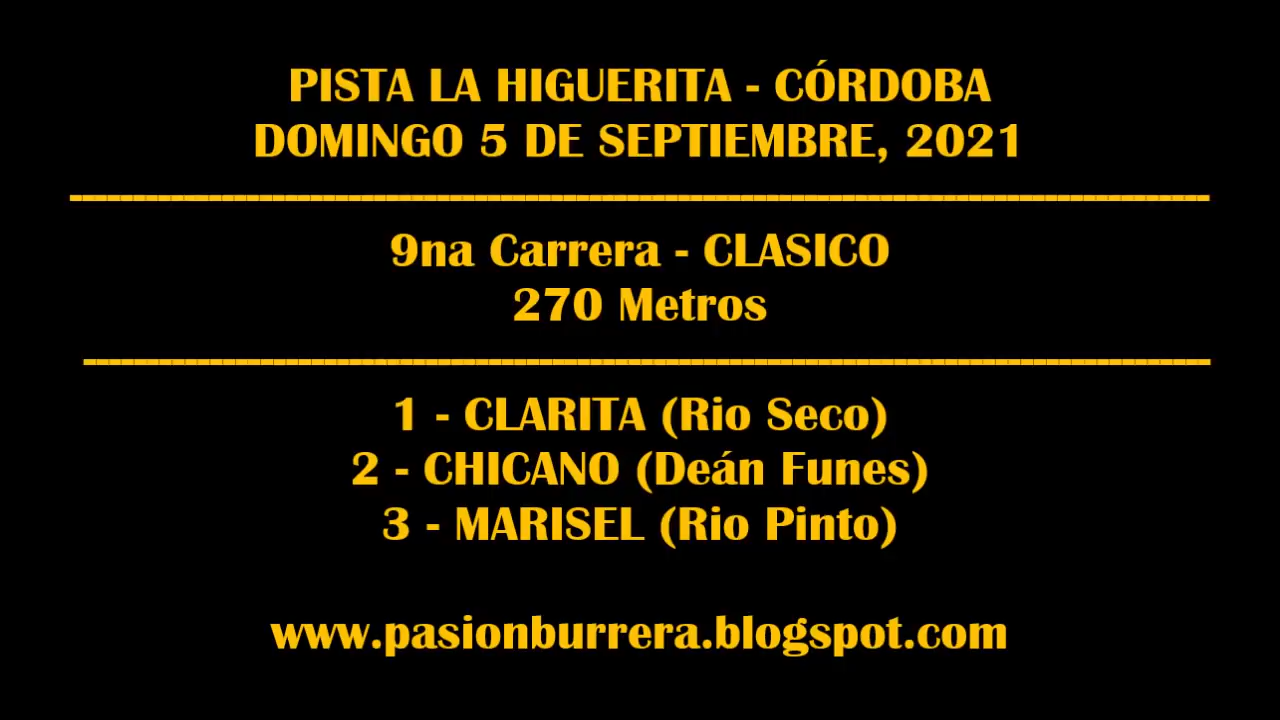 PISTA LA HIGUERITA - CÓRDOBA
DOMINGO 5 DE SEPTIEMBRE, 2021
9na Carrera - CLASICO
270 Metros
1 - CLARITA (Rio Seco)
2 - CHICANO (Deán Funes)
3 - MARISEL (Rio Pinto)
www.pasionburrera.blogspot.com